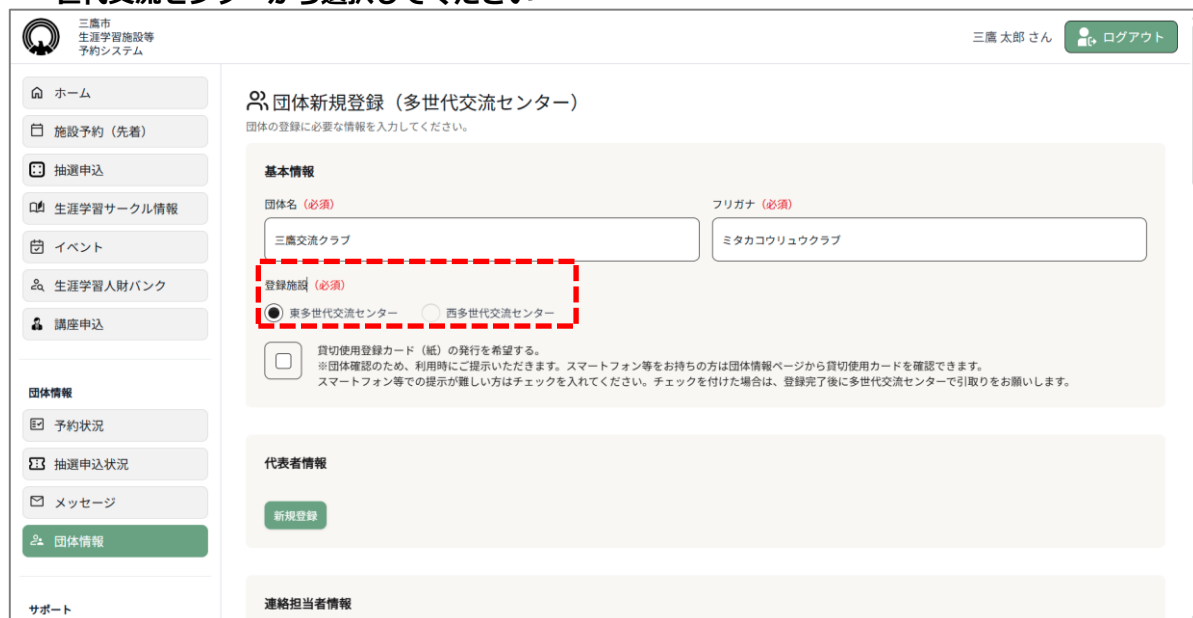 世代交流センターから選択してください
三鷹市
生涯学習施設等
予約システム
三鷹 太郎 さん
ログアウト
ホーム
施設予約（先着）
抽選申込
生涯学習サークル情報
イベント
生涯学習人財バンク
講座申込
団体情報
予約状況
抽選申込状況
メッセージ
団体情報
サポート
団体新規登録（多世代交流センター）
団体の登録に必要な情報を入力してください。
基本情報
団体名（必須）
フリガナ（必須）
三鷹交流クラブ
ミタカコウリュウクラブ
登録施設（必須）
東多世代交流センター 西多世代交流センター
貸切使用登録カード（紙）の発行を希望する。
※団体確認のため、利用時にご提示いただきます。スマートフォン等をお持ちの方は団体情報ページから貸切使用カードを確認できます。
スマートフォン等での提示が難しい方はチェックを入れてください。チェックを付けた場合は、登録完了後に多世代交流センターで引取りをお願いします。
代表者情報
新規登録
連絡担当者情報